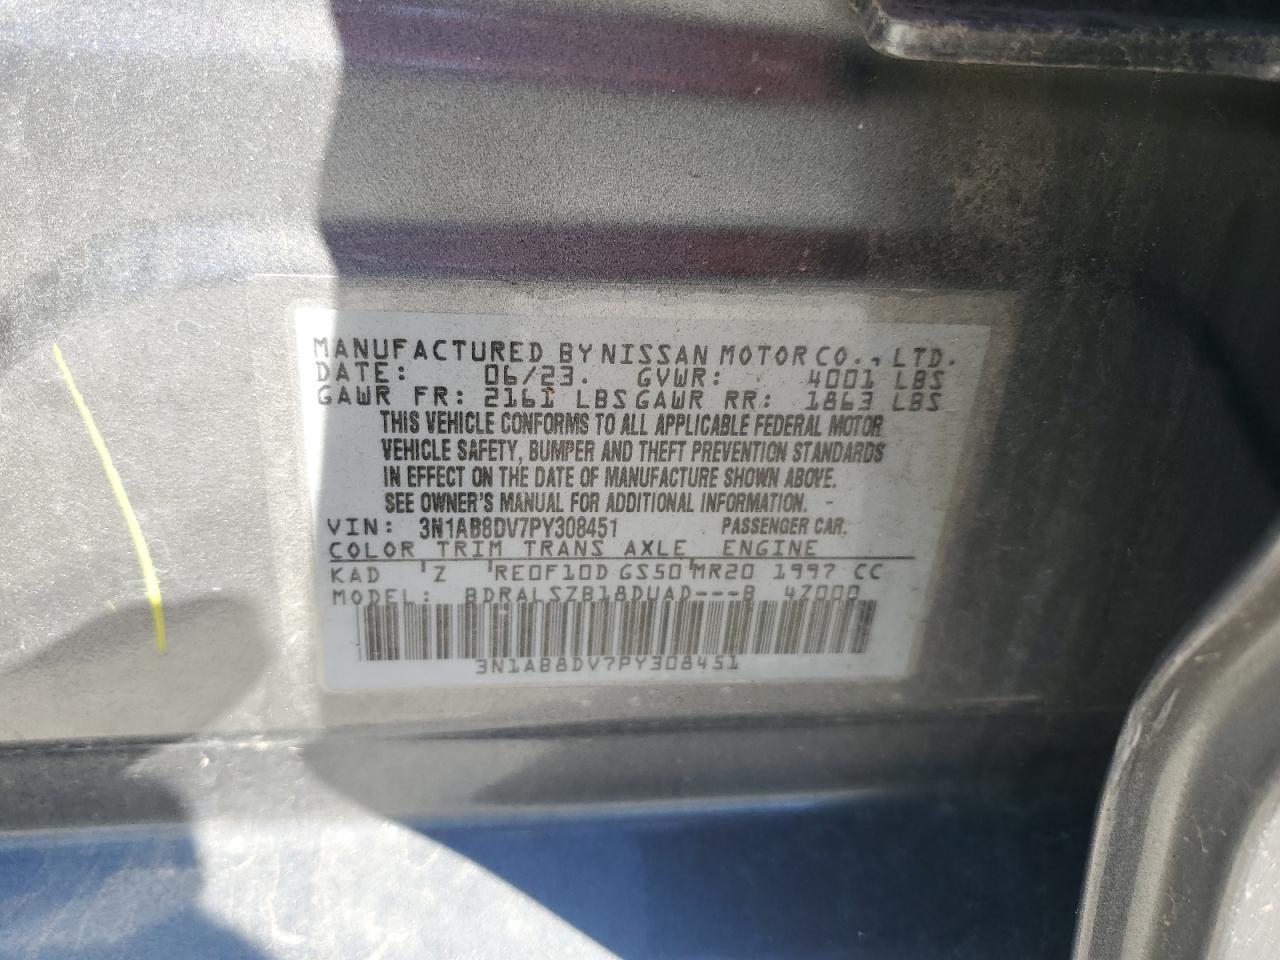 MANUFACTURED BY NISSAN MOTOR CO., LTD.
DATE: 06/23. GVWR: 4001 LBS
GAWR FR: 2161 LBS GAWR RR: 1863 LBS
THIS VEHICLE CONFORMS TO ALL APPLICABLE FEDERAL MOTOR
VEHICLE SAFETY, BUMPER AND THEFT PREVENTION STANDARDS
IN EFFECT ON THE DATE OF MANUFACTURE SHOWN ABOVE.
SEE OWNER'S MANUAL FOR ADDITIONAL INFORMATION. -
VIN: 3N1AB8DV7PY308451 PASSENGER CAR.
COLOR TRIM TRANS AXLE ENGINE
KAD Z RE0F10D GS50 MR20 1997 CC
MODEL: BDRALSZB18DUAD---B 4Z000
3N1AB8DV7PY308451